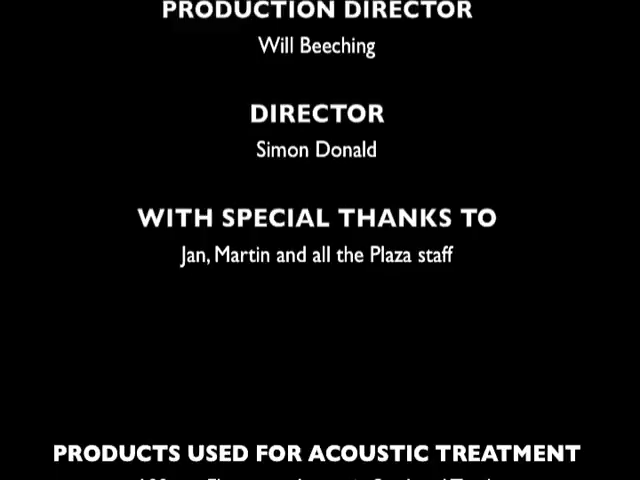 PRODUCTION DIRECTOR
Will Beeching
DIRECTOR
Simon Donald
WITH SPECIAL THANKS TO
Jan, Martin and all the Plaza staff
PRODUCTS USED FOR ACOUSTIC TREATMENT